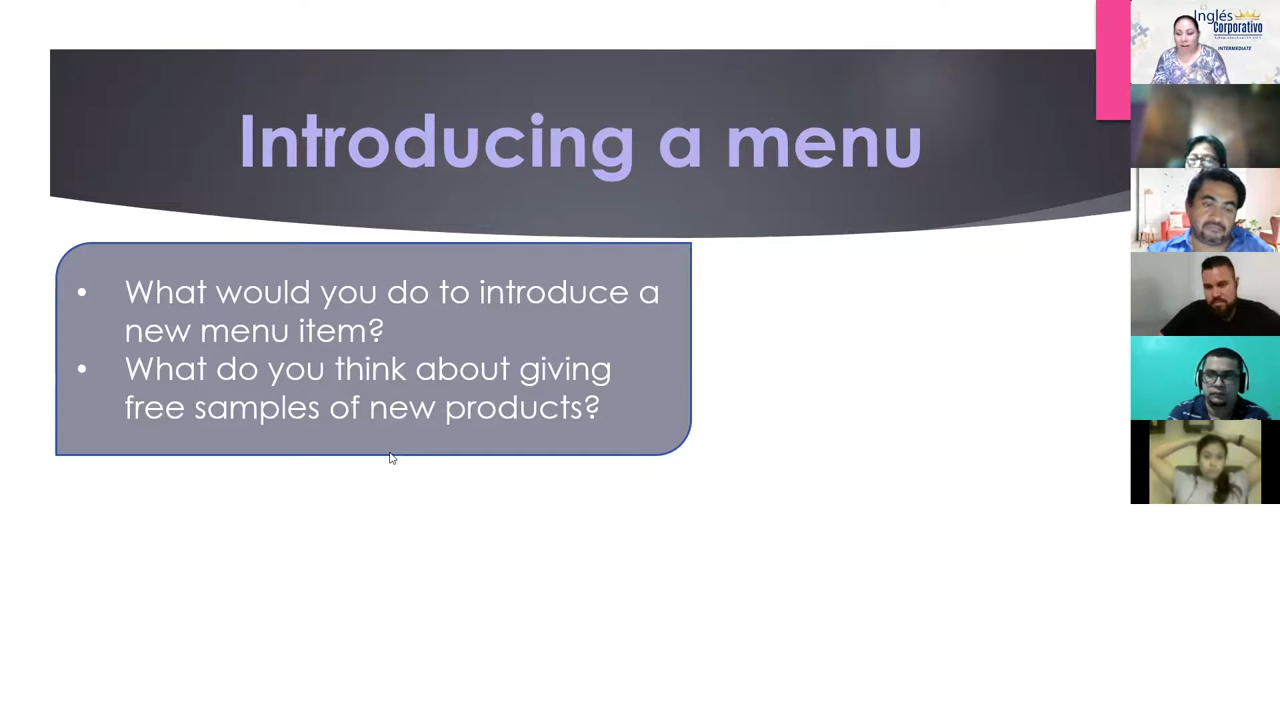 Introducing a menu
• What would you do to introduce a
new menu item?
• What do you think about giving
free samples of new products?
Inglés
Corporativo
INTERMEDIATE